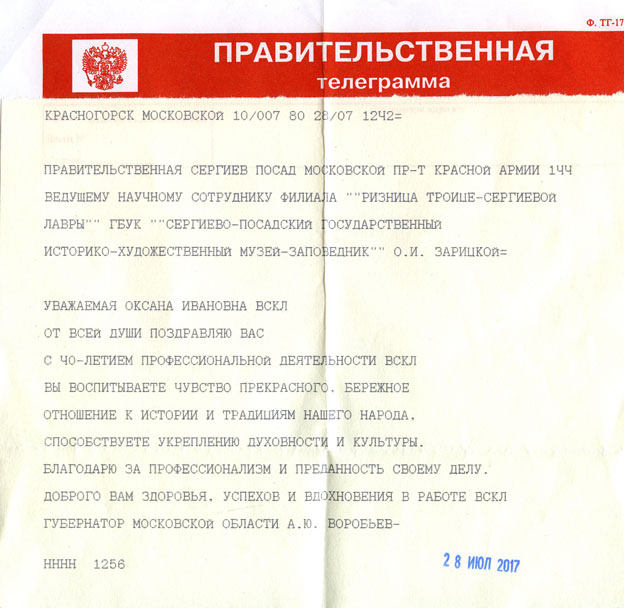 Ф. ТГ-17
ПРАВИТЕЛЬСТВЕННАЯ
телеграмма
КРАСНОГОРСК МОСКОВСКОЙ 10/007 80 28/07 12Ч2=
ПРАВИТЕЛЬСТВЕННАЯ СЕРГИЕВ ПОСАД МОСКОВСКОЙ ПР-Т КРАСНОЙ АРМИИ 1ЧЧ
ВЕДУЩЕМУ НАУЧНОМУ СОТРУДНИКУ ФИЛИАЛА ""РИЗНИЦА ТРОИЦЕ-СЕРГИЕВОЙ
ЛАВРЫ"" ГБУК ""СЕРГИЕВО-ПОСАДСКИЙ ГОСУДАРСТВЕННЫЙ
ИСТОРИКО-ХУДОЖЕСТВЕННЫЙ МУЗЕЙ-ЗАПОВЕДНИК"" О.И. ЗАРИЦКОЙ=
УВАЖАЕМАЯ ОКСАНА ИВАНОВНА ВСКЛ
ОТ ВСЕЙ ДУШИ ПОЗДРАВЛЯЮ ВАС
С Ч0-ЛЕТИЕМ ПРОФЕССИОНАЛЬНОЙ ДЕЯТЕЛЬНОСТИ ВСКЛ
ВЫ ВОСПИТЫВАЕТЕ ЧУВСТВО ПРЕКРАСНОГО, БЕРЕЖНОЕ
ОТНОШЕНИЕ К ИСТОРИИ И ТРАДИЦИЯМ НАШЕГО НАРОДА,
СПОСОБСТВУЕТЕ УКРЕПЛЕНИЮ ДУХОВНОСТИ И КУЛЬТУРЫ.
БЛАГОДАРЮ ЗА ПРОФЕССИОНАЛИЗМ И ПРЕДАННОСТЬ СВОЕМУ ДЕЛУ.
ДОБРОГО ВАМ ЗДОРОВЬЯ, УСПЕХОВ И ВДОХНОВЕНИЯ В РАБОТЕ ВСКЛ
ГУБЕРНАТОР МОСКОВСКОЙ ОБЛАСТИ А.Ю. ВОРОБЬЕВ-
НННН 1256
28 ИЮЛ 2017